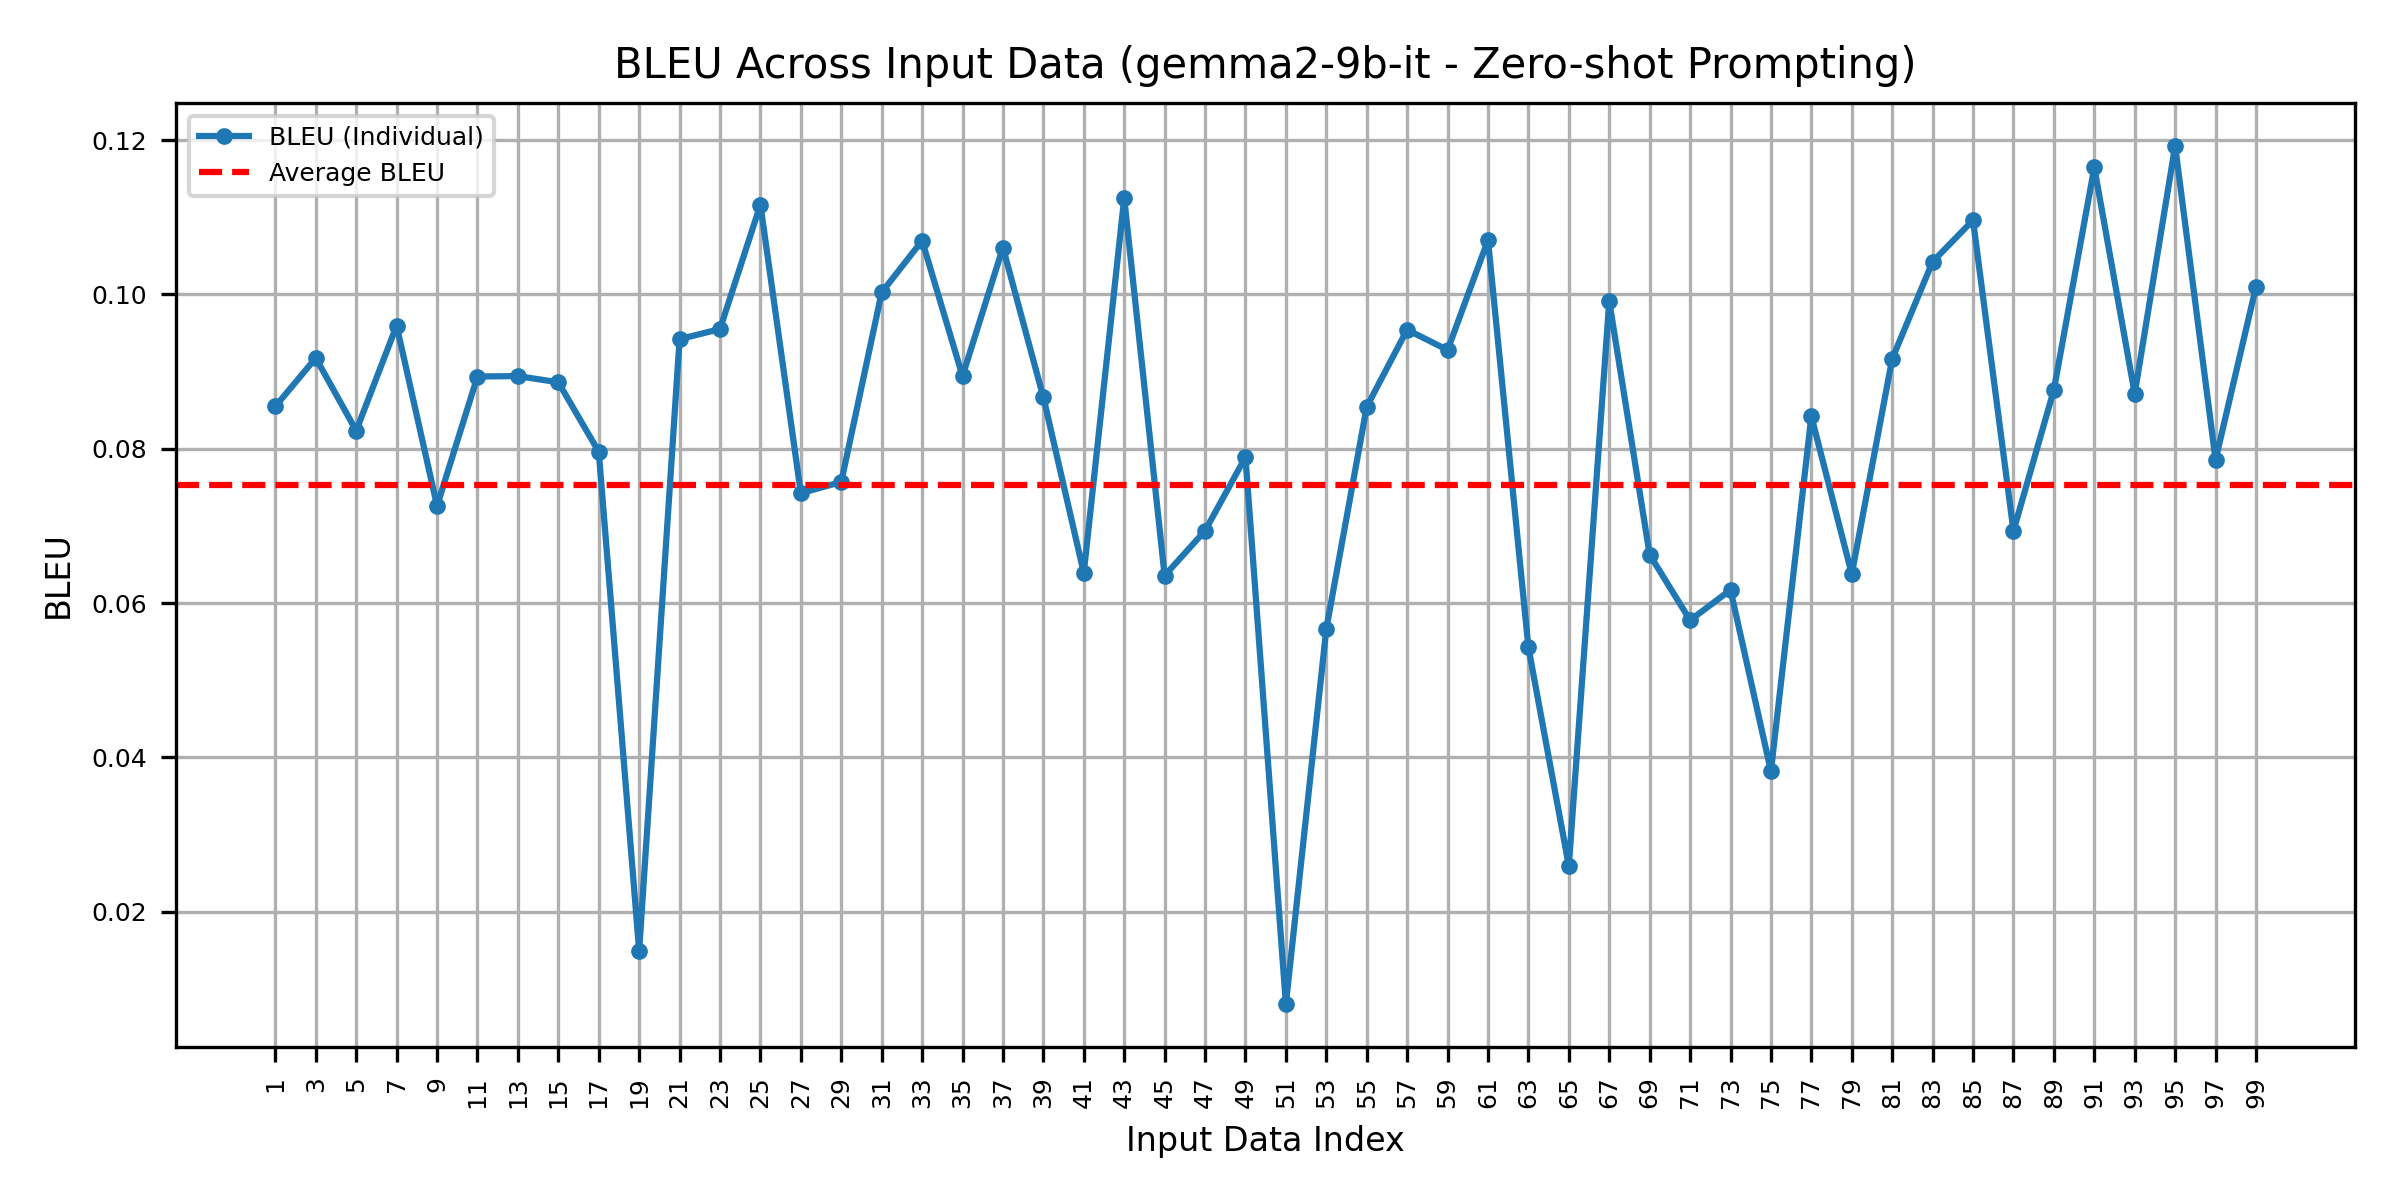 BLEU Across Input Data (gemma2-9b-it - Zero-shot Prompting)
BLEU (Individual)
Average BLEU
BLEU
0.12
0.10
0.08
0.06
0.04
0.02
1 3 5 7 9 11 13 15 17 19 21 23 25 27 29 31 33 35 37 39 41 43 45 47 49 51 53 55 57 59 61 63 65 67 69 71 73 75 77 79 81 83 85 87 89 91 93 95 97 99
Input Data Index